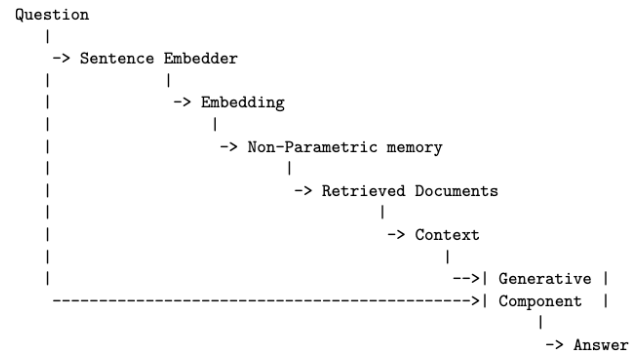 Question
|
-> Sentence Embedder
| |
| -> Embedding
| |
| -> Non-Parametric memory
| |
| -> Retrieved Documents
| |
| -> Context
| |
| -->| Generative |
--------------------------------------------->| Component |
|
-> Answer